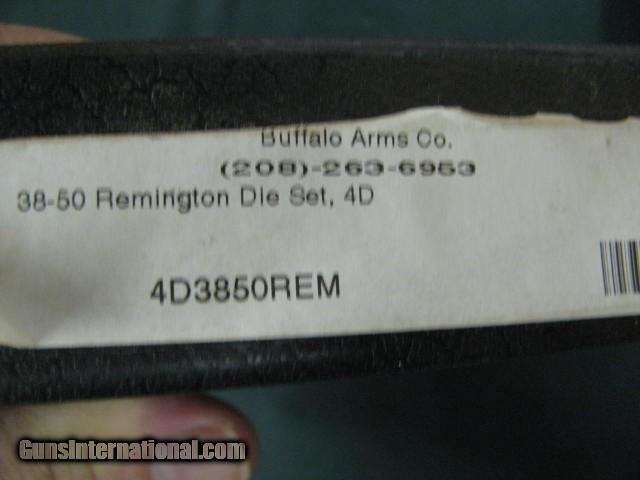 Buffalo Arms Co.
(208)-263-6953
38-50 Remington Die Set, 4D
4D3850REM
GunsInternational.com